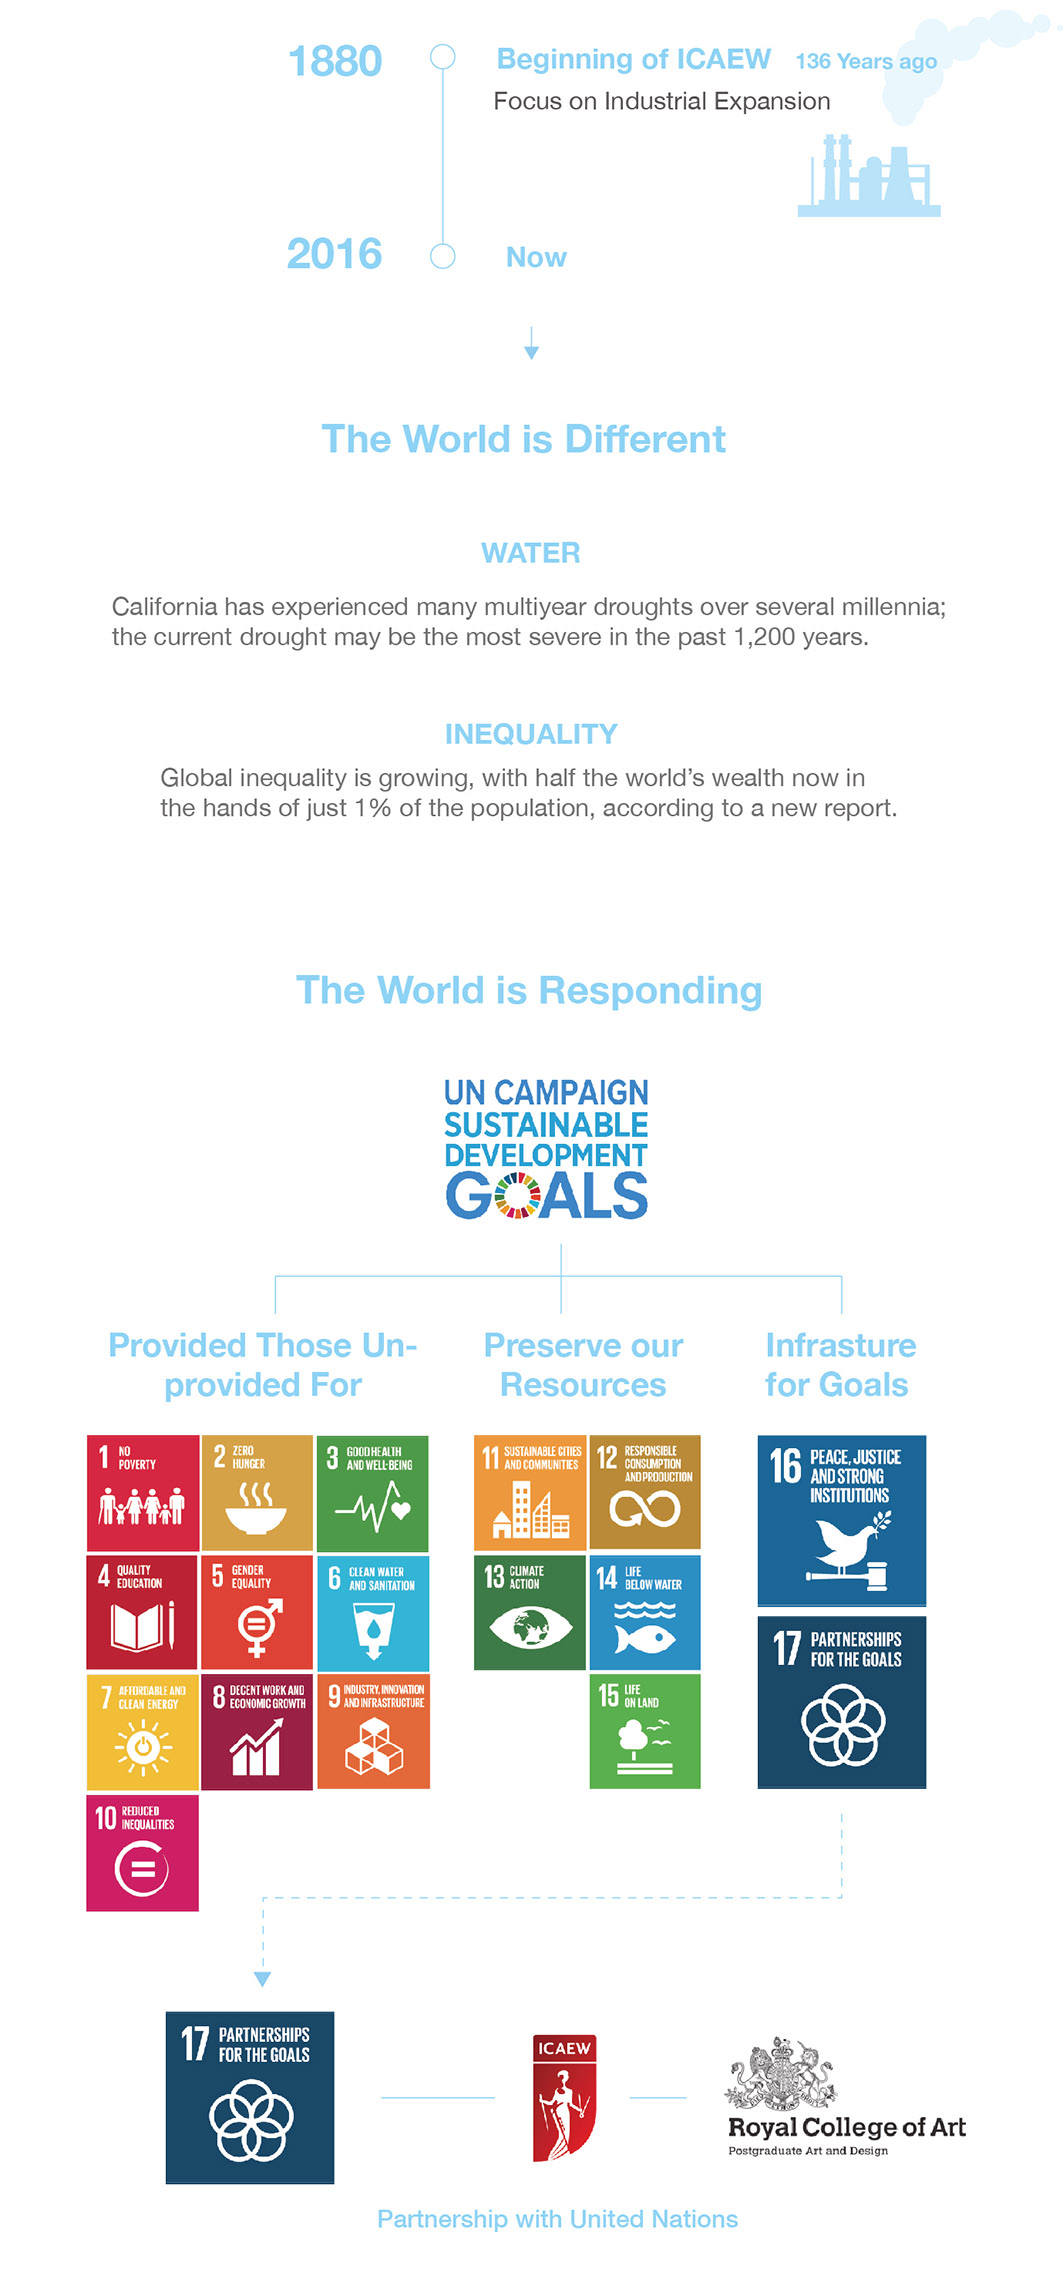 1880
Beginning of ICAEW 136 Years ago
Focus on Industrial Expansion
2016
Now
The World is Different
WATER
California has experienced many multiyear droughts over several millennia;
the current drought may be the most severe in the past 1,200 years.
INEQUALITY
Global inequality is growing, with half the world's wealth now in
the hands of just 1% of the population, according to a new report.
The World is Responding
UN CAMPAIGN
SUSTAINABLE
DEVELOPMENT
GOALS
Provided Those Un-
provided For
Preserve our
Resources
Infrasture
for Goals
1 NO
POVERTY
2 ZERO
HUNGER
3 GOOD HEALTH
AND WELL-BEING
4 QUALITY
EDUCATION
5 GENDER
EQUALITY
6 CLEAN WATER
AND SANITATION
7 AFFORDABLE AND
CLEAN ENERGY
8 DECENT WORK AND
ECONOMIC GROWTH
9 INDUSTRY, INNOVATION
AND INFRASTRUCTURE
10 REDUCED
INEQUALITIES
11 SUSTAINABLE CITIES
AND COMMUNITIES
12 RESPONSIBLE
CONSUMPTION
AND PRODUCTION
13 CLIMATE
ACTION
14 LIFE
BELOW WATER
15 LIFE
ON LAND
16 PEACE, JUSTICE
AND STRONG
INSTITUTIONS
17 PARTNERSHIPS
FOR THE GOALS
17 PARTNERSHIPS
FOR THE GOALS
ICAEW
Royal College of Art
Postgraduate Art and Design
Partnership with United Nations